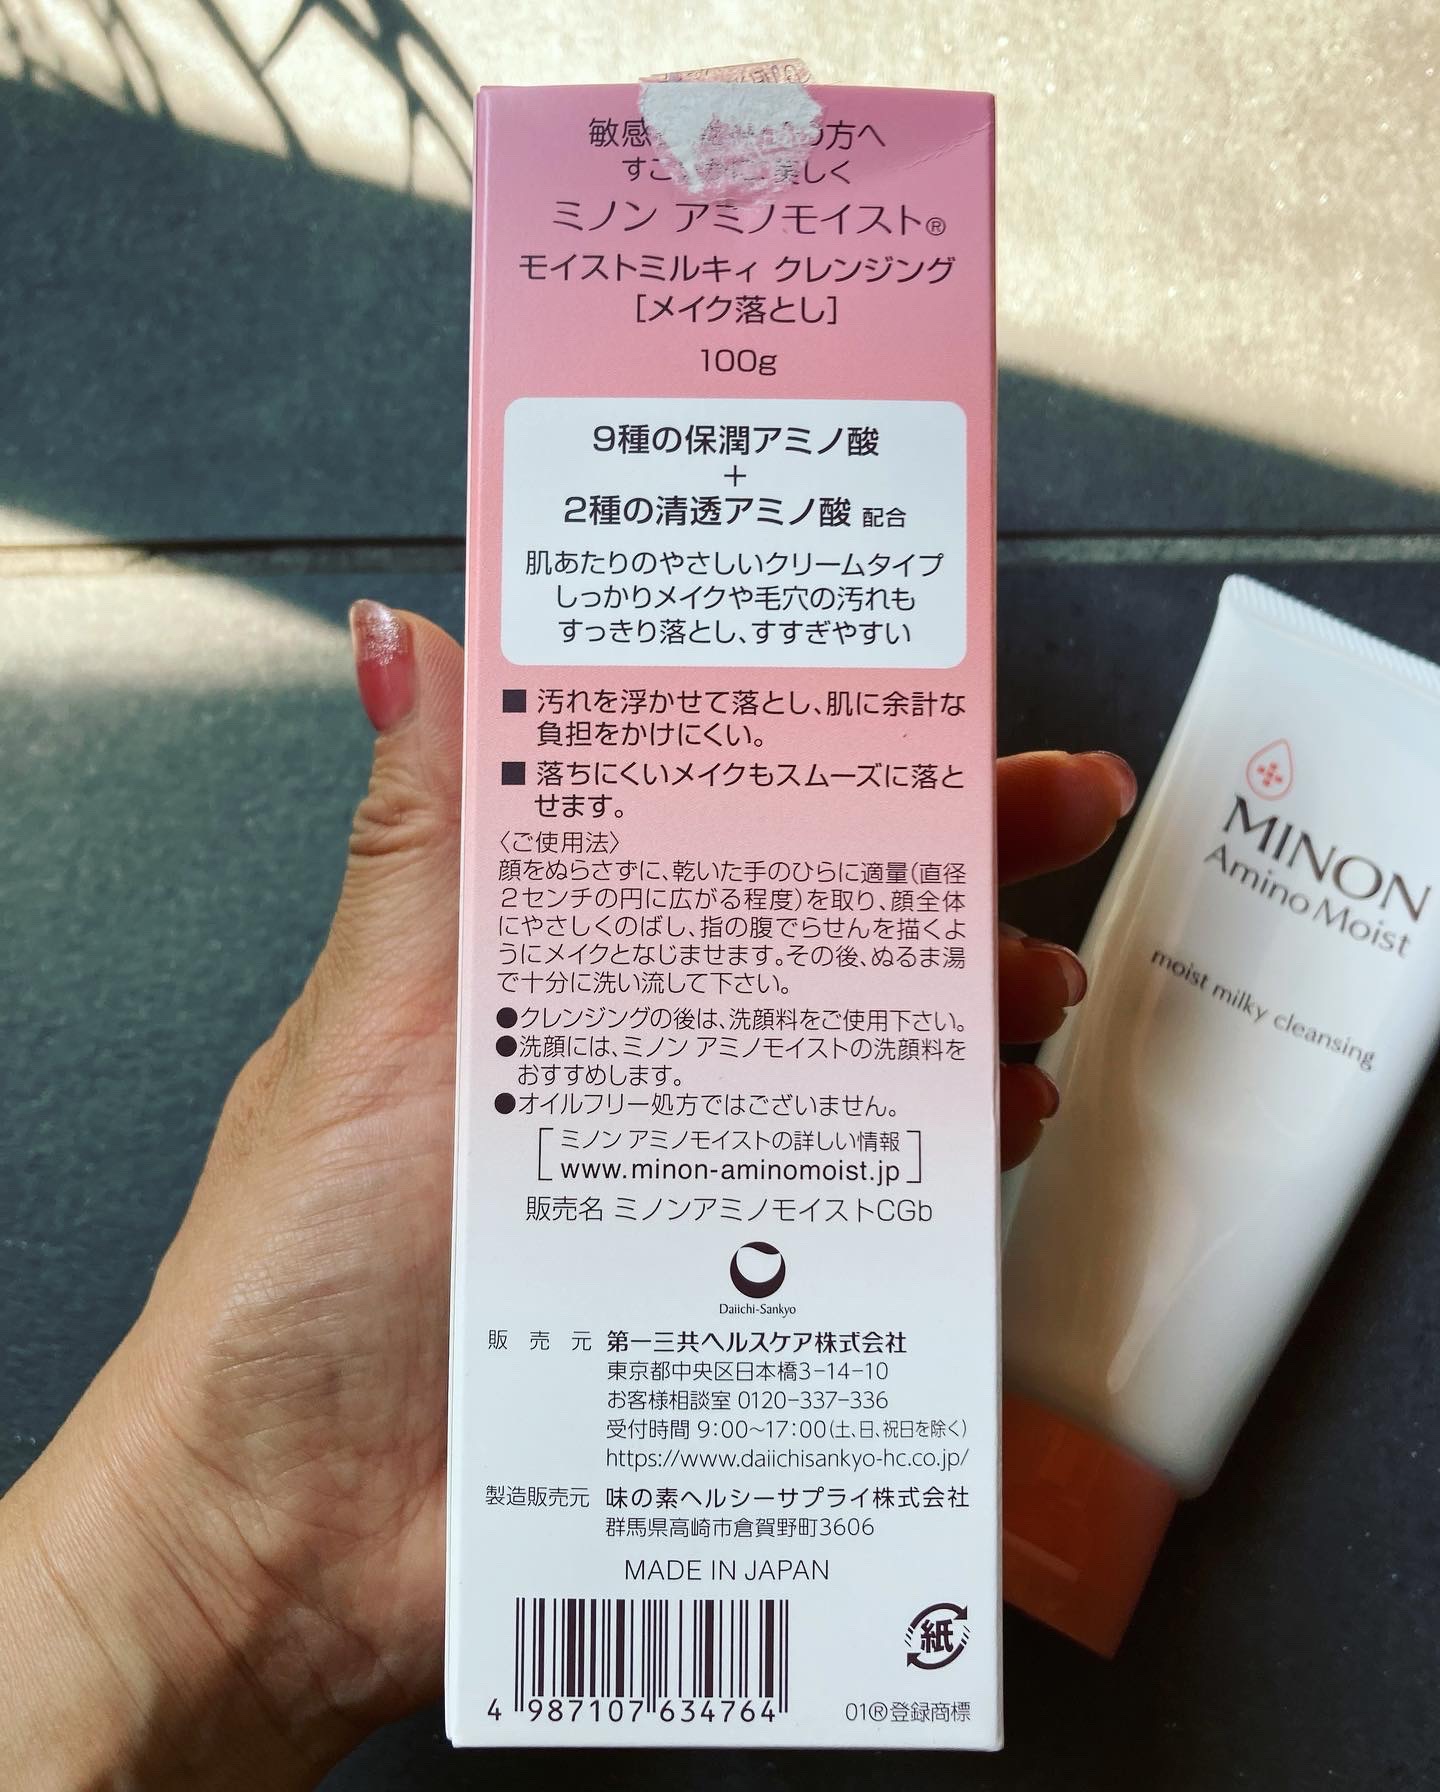 敏感 の方へ
すこ かに、美しく
ミノン アミノモイスト®
モイストミルキィ クレンジング
[メイク落とし]
100g
9種の保潤アミノ酸
+
2種の清透アミノ酸 配合
肌あたりのやさしいクリームタイプ
しっかりメイクや毛穴の汚れも
すっきり落とし、すすぎやすい
■ 汚れを浮かせて落とし、肌に余計な
負担をかけにくい。
■ 落ちにくいメイクもスムーズに落と
せます。
〈ご使用法〉
顔をぬらさずに、乾いた手のひらに適量(直径
2センチの円に広がる程度)を取り、顔全体
にやさしくのばし、指の腹でらせんを描くよ
うにメイクとなじませます。その後、ぬるま湯
で十分に洗い流して下さい。
●クレンジングの後は、洗顔料をご使用下さい。
●洗顔には、ミノン アミノモイストの洗顔料を
おすすめします。
●オイルフリー処方ではございません。
ミノン アミノモイストの詳しい情報
www.minon-aminomoist.jp
販売名 ミノンアミノモイストCGb
Daiichi-Sankyo
販売元 第一三共ヘルスケア株式会社
東京都中央区日本橋3-14-10
お客様相談室 0120-337-336
受付時間 9:00~17:00(土、日、祝日を除く)
https://www.daiichisankyo-hc.co.jp/
製造販売元 味の素ヘルシーサプライ株式会社
群馬県高崎市倉賀野町3606
MADE IN JAPAN
4 987107 634764
紙
01®登録商標
MINON
Amino Moist
moist milky cleansing